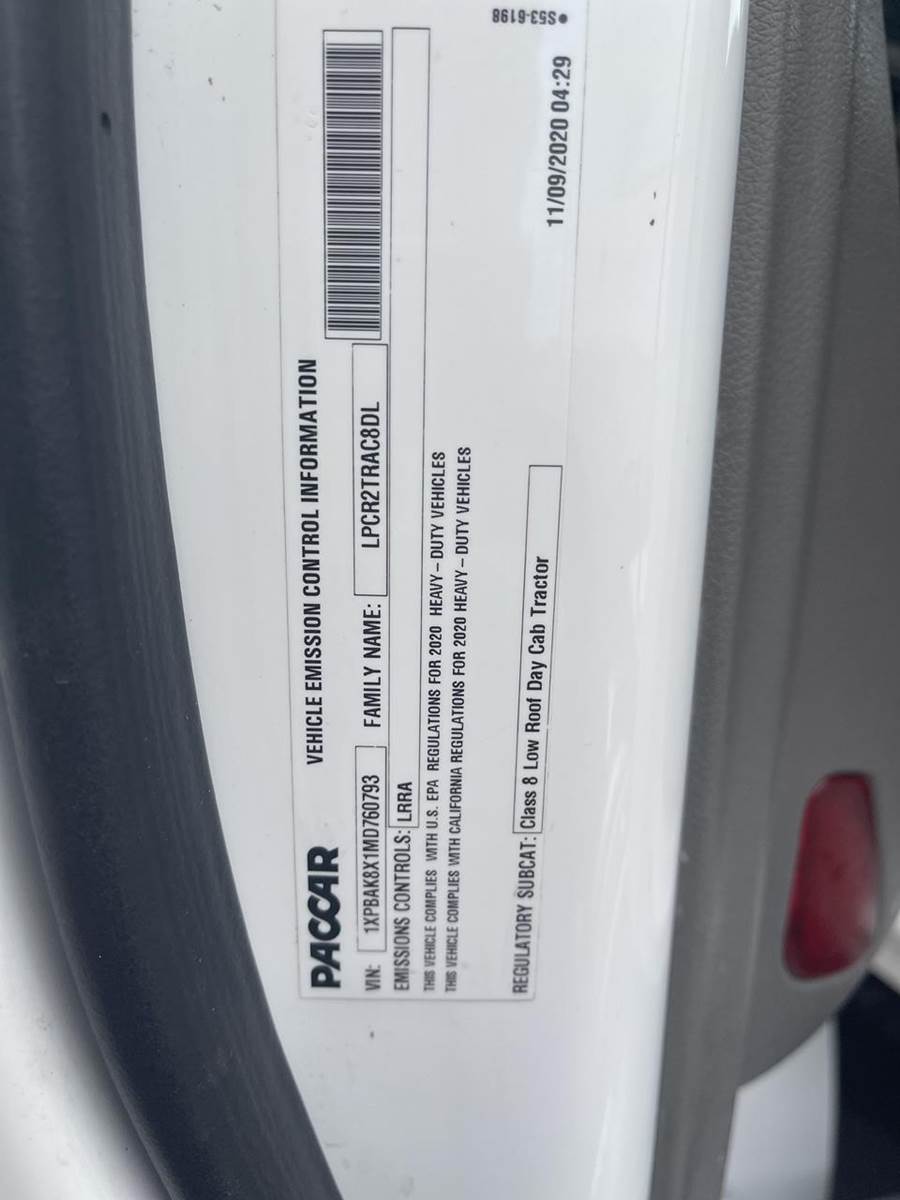 PACCAR VEHICLE EMISSION CONTROL INFORMATION
VIN: 1XPBAK8X1MD760793 FAMILY NAME: LPCR2TRAC8DL
EMISSIONS CONTROLS: LRRA
THIS VEHICLE COMPLIES WITH U.S. EPA REGULATIONS FOR 2020 HEAVY – DUTY VEHICLES
THIS VEHICLE COMPLIES WITH CALIFORNIA REGULATIONS FOR 2020 HEAVY – DUTY VEHICLES
REGULATORY SUBCAT: Class 8 Low Roof Day Cab Tractor
11/09/2020 04:29
●S53-6198